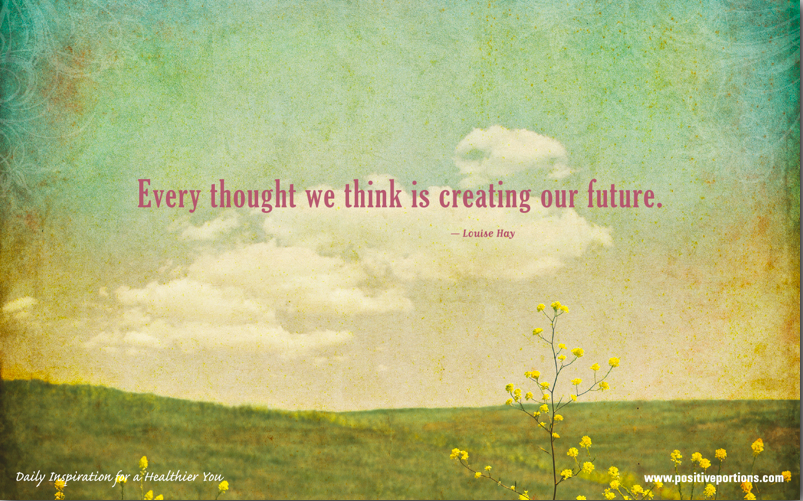 Every thought we think is creating our future.
— Louise Hay
Daily Inspiration for a Healthier You
www.positiveportions.com